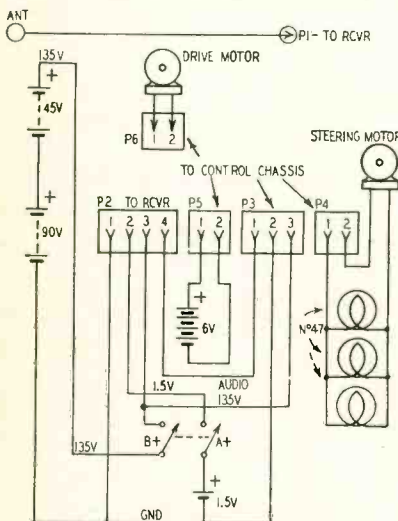 ANT
P1 - TO RCVR
135V
+
45V
DRIVE MOTOR
P6
1 2
STEERING MOTOR
TO CONTROL CHASSIS
+
90V
P2 TO RCVR
1 2 3 4
P5
1 2
P3
1 2 3
P4
1 2
+
6V
Nº47
1.5V
AUDIO
135V
B+
A+
135V
+
1.5V
GND